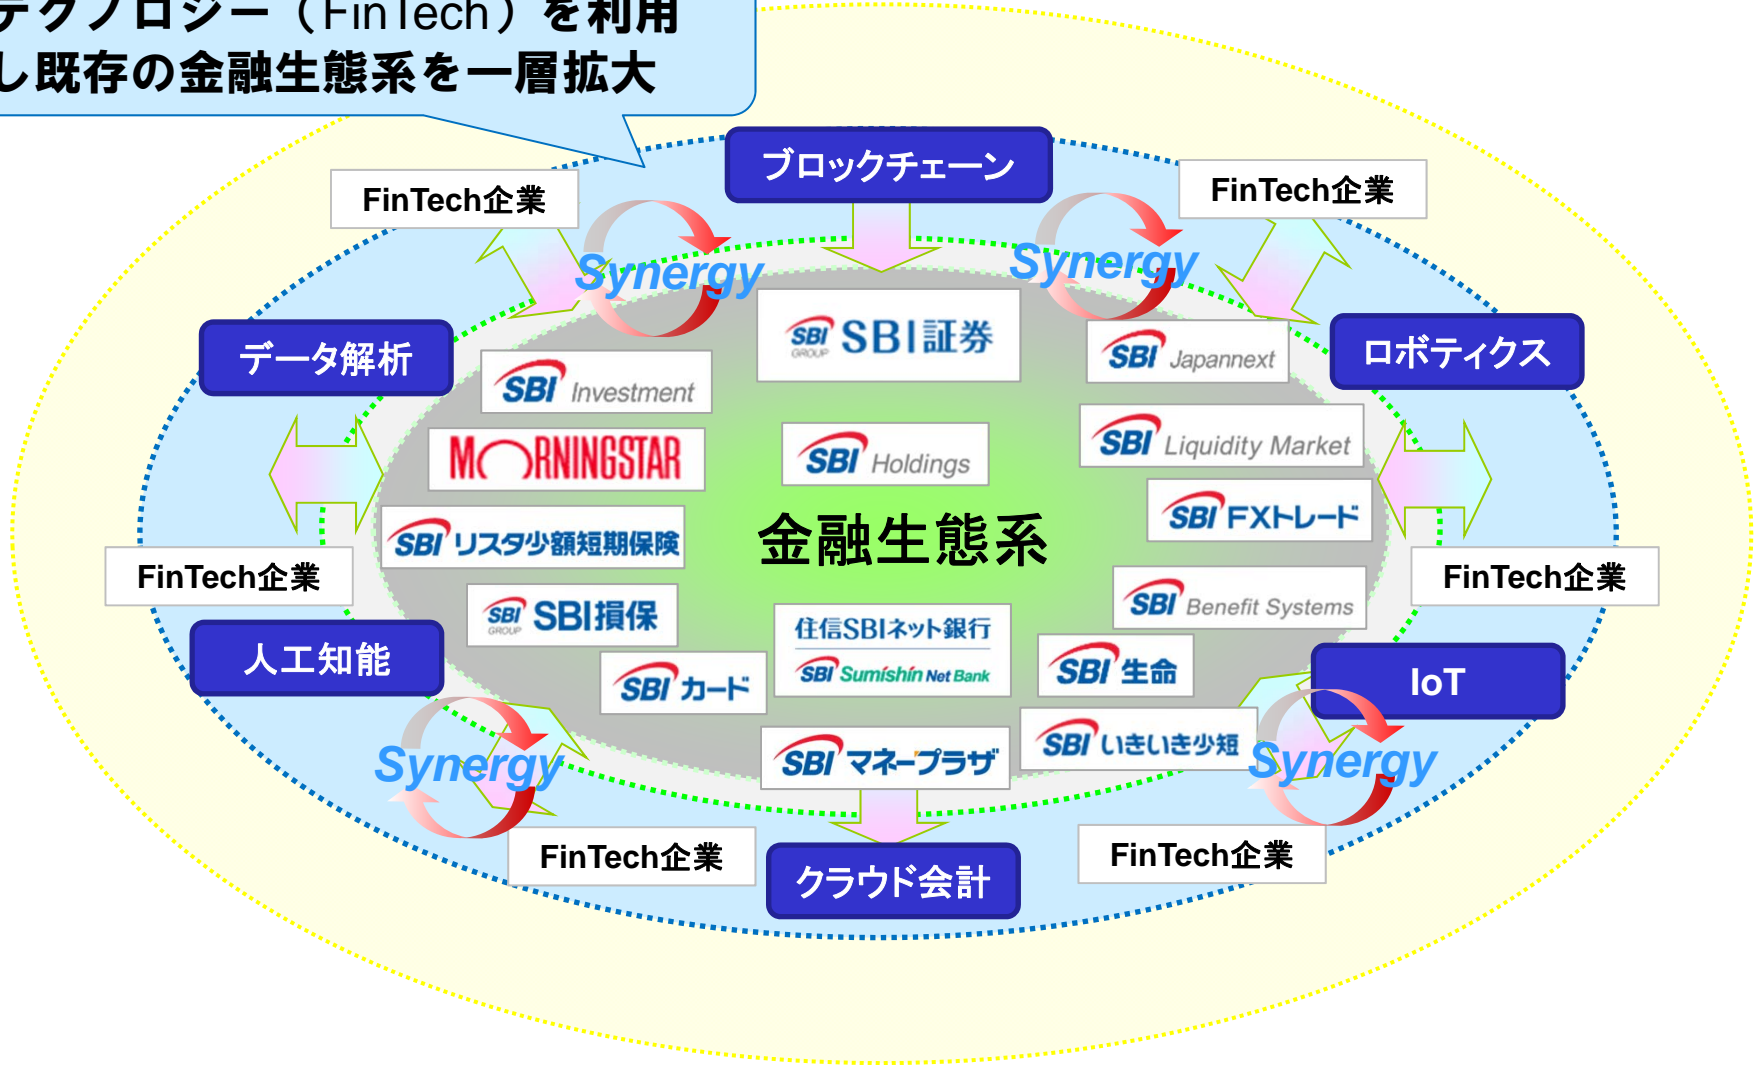 テクノロジー（FinTech）を利用
し既存の金融生態系を一層拡大
ブロックチェーン
FinTech企業
FinTech企業
Synergy
Synergy
データ解析
ロボティクス
SBI GROUP SBI証券
SBI Japannext
SBI Investment
MORNINGSTAR
SBI Holdings
SBI Liquidity Market
SBI リスタ少額短期保険
金融生態系
SBI FXトレード
FinTech企業
FinTech企業
SBI GROUP SBI損保
住信SBIネット銀行
SBI Sumishin Net Bank
SBI Benefit Systems
人工知能
SBI カード
SBI 生命
IoT
Synergy
SBI マネープラザ
SBI いきいき少短
Synergy
FinTech企業
FinTech企業
クラウド会計